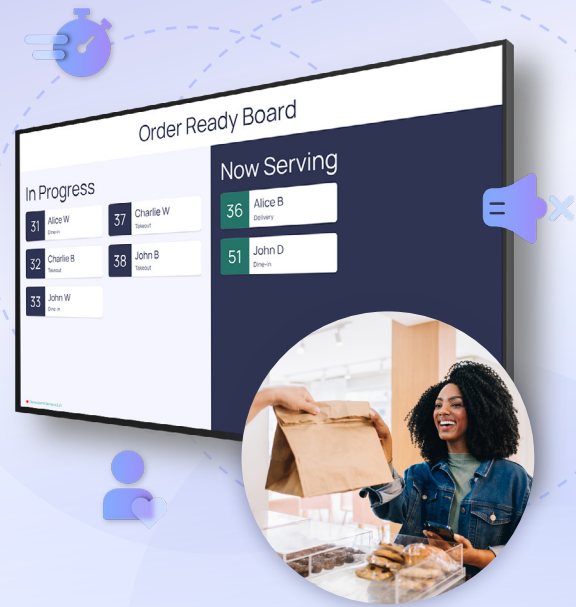 Order Ready Board
In Progress
31 Alice W
Dine-in
37 Charlie W
Takeout
32 Charlie B
Takeout
38 John B
Takeout
33 John W
Dine-in
Now Serving
36 Alice B
Delivery
51 John D
Dine-in